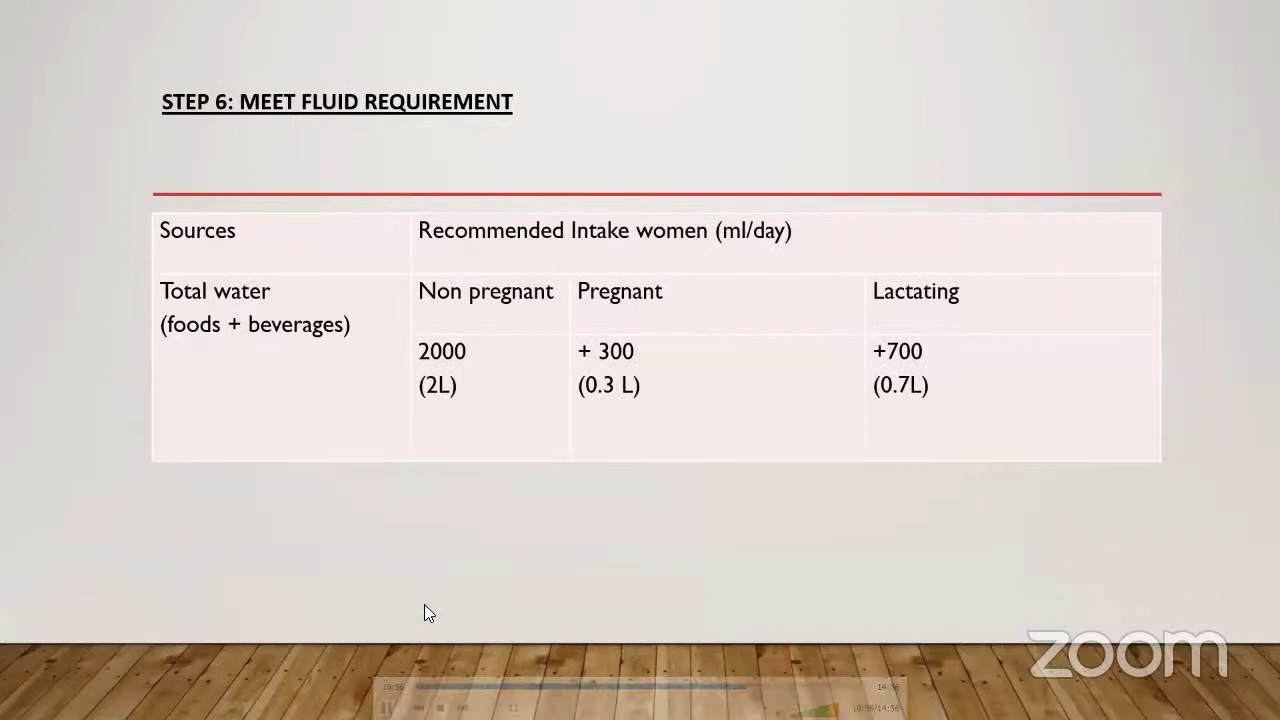 STEP 6: MEET FLUID REQUIREMENT
Sources
Recommended Intake women (ml/day)
Total water
(foods + beverages)
Non pregnant
Pregnant
Lactating
2000
(2L)
+ 300
(0.3 L)
+700
(0.7L)
zoom